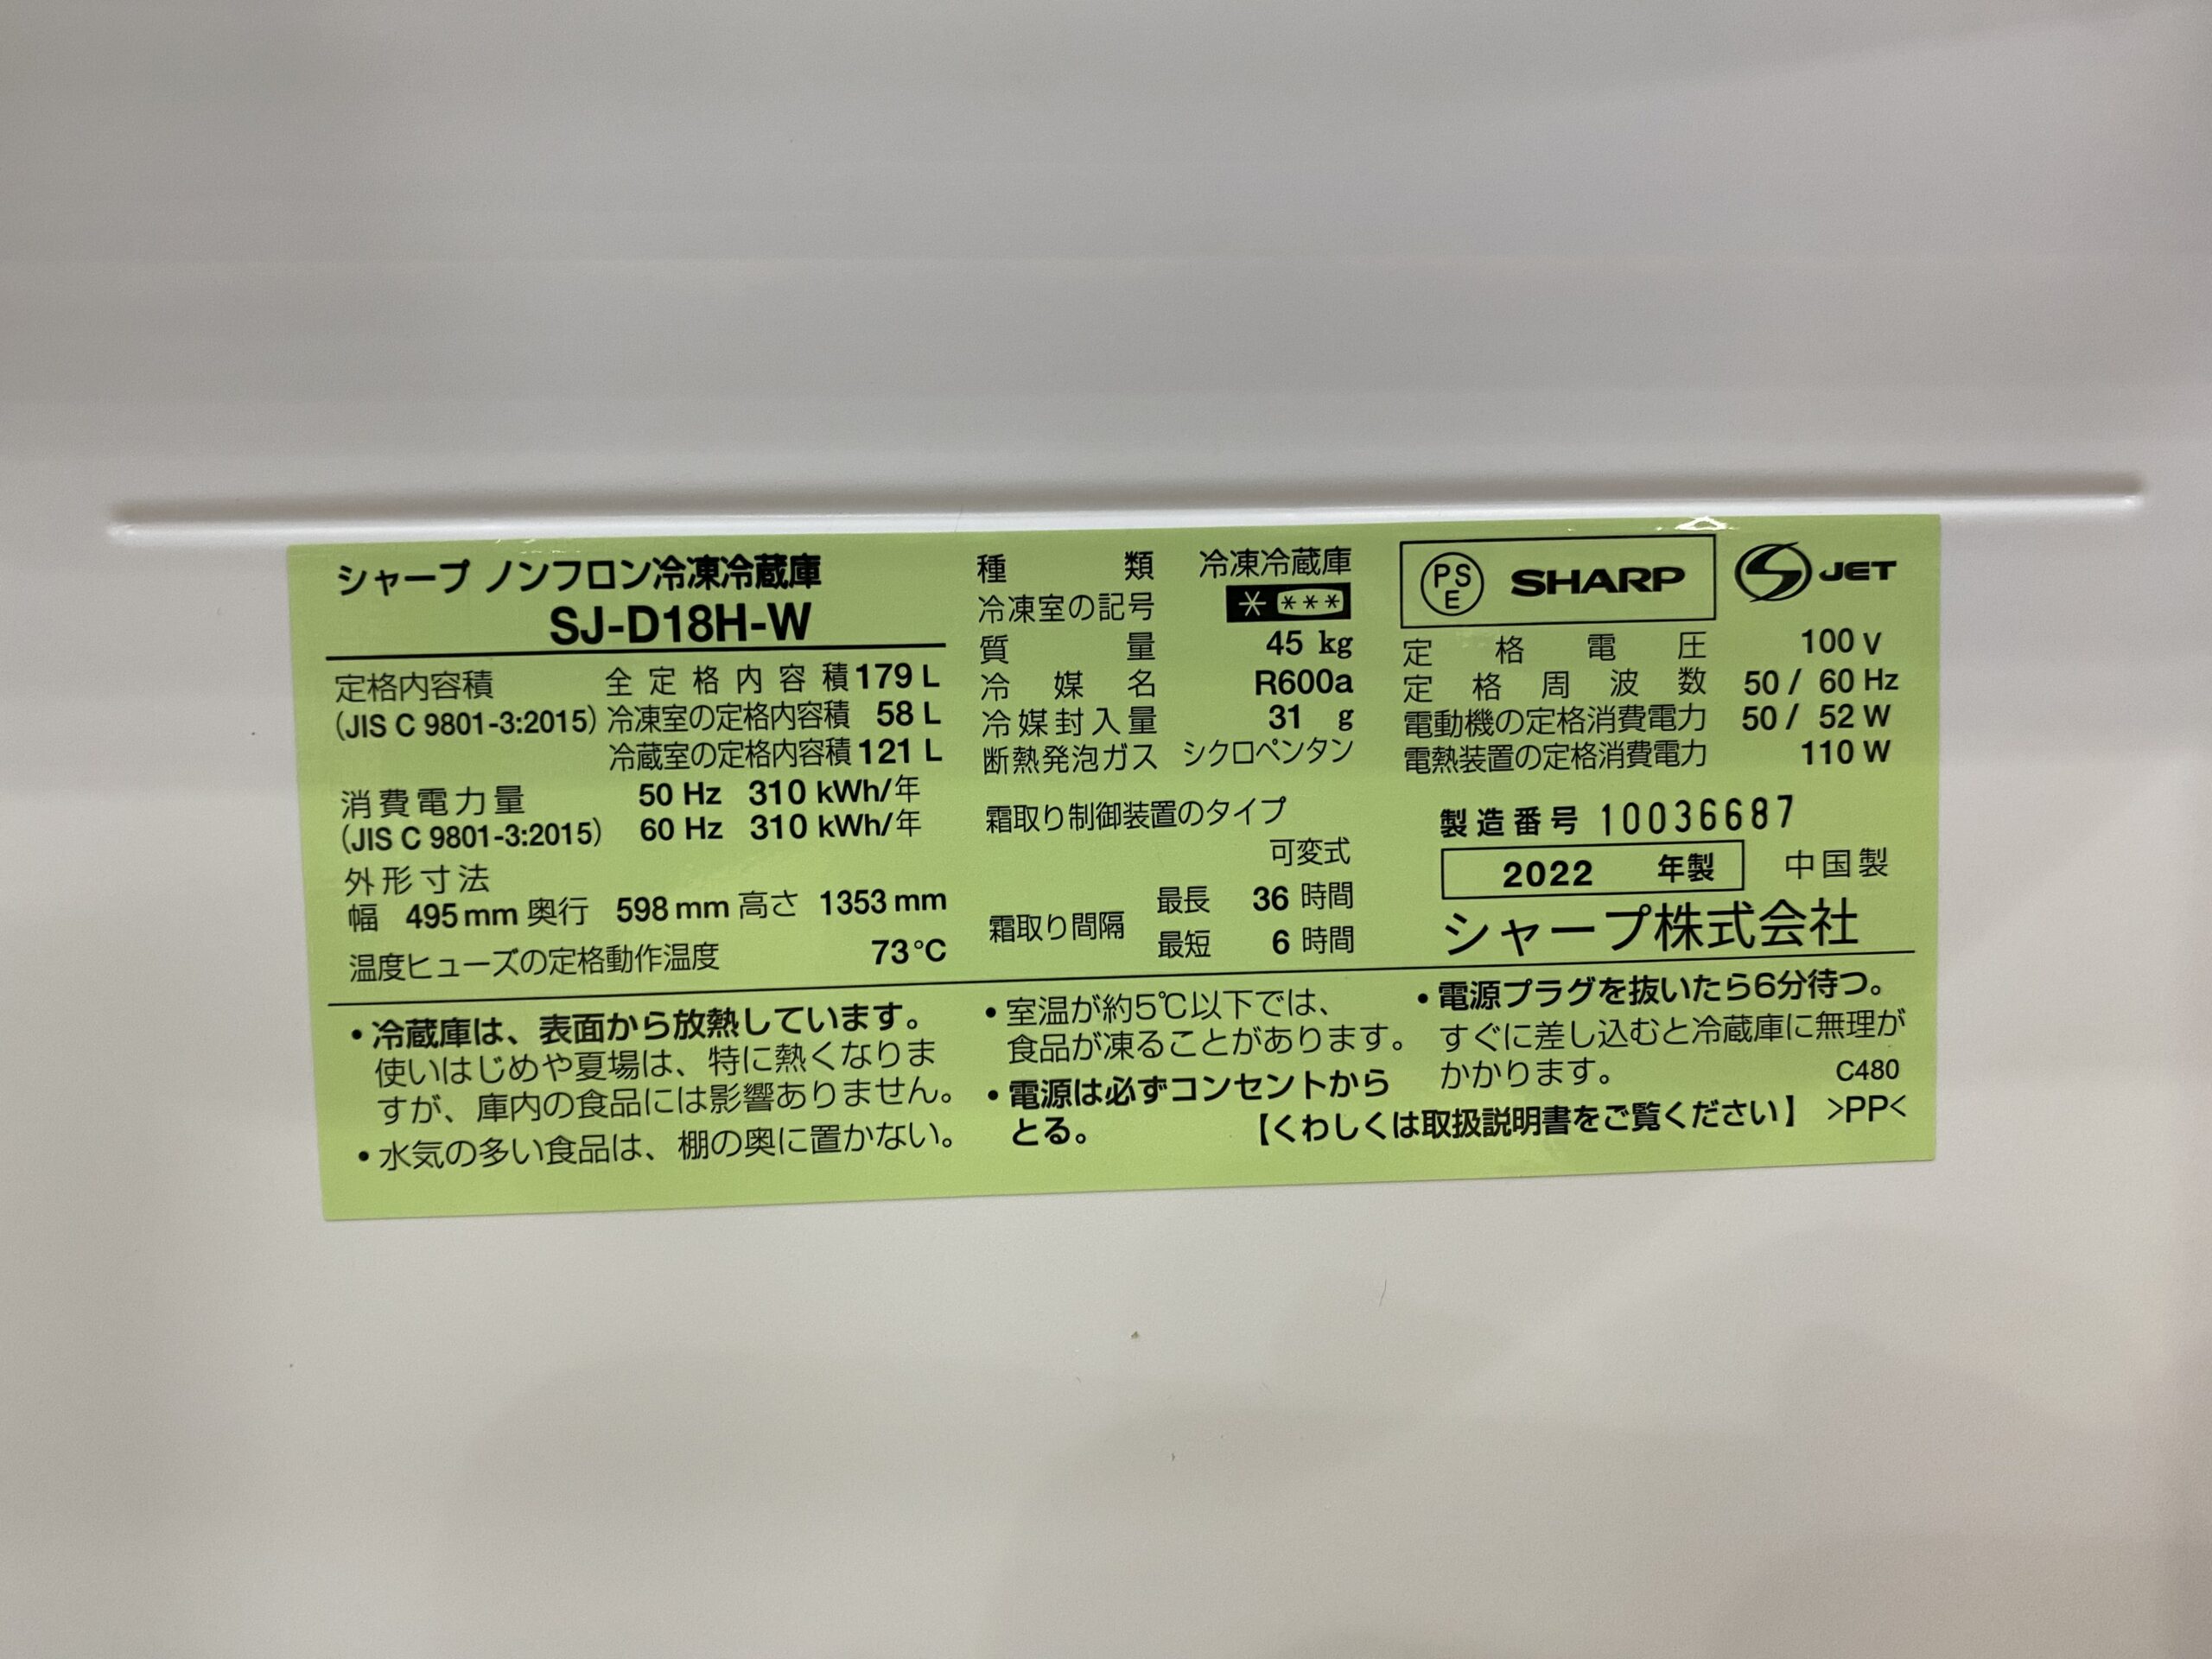 シャープ ノンフロン冷凍冷蔵庫
SJ-D18H-W
定格内容積 全定格内容積 179 L
(JIS C 9801-3:2015) 冷凍室の定格内容積 58 L
冷蔵室の定格内容積 121 L
消費電力量 50 Hz 310 kWh/年
(JIS C 9801-3:2015) 60 Hz 310 kWh/年
外形寸法
幅 495 mm 奥行 598 mm 高さ 1353 mm
温度ヒューズの定格動作温度 73℃
種類 冷凍冷蔵庫
冷凍室の記号 * ***
質量 45 kg
冷媒名 R600a
冷媒封入量 31 g
断熱発泡ガス シクロペンタン
霜取り制御装置のタイプ
可変式
霜取り間隔 最長 36 時間
最短 6 時間
PSE SHARP JET
定格電圧 100 V
定格周波数 50 / 60 Hz
電動機の定格消費電力 50 / 52 W
電熱装置の定格消費電力 110 W
製造番号 10036687
2022 年製 中国製
シャープ株式会社
・冷蔵庫は、表面から放熱しています。
使いはじめや夏場は、特に熱くなりま
すが、庫内の食品には影響ありません。
・水気の多い食品は、棚の奥に置かない。
・室温が約5℃以下では、
食品が凍ることがあります。
・電源は必ずコンセントから
とる。
・電源プラグを抜いたら6分待つ。
すぐに差し込むと冷蔵庫に無理が
かかります。 C480
【くわしくは取扱説明書をご覧ください】 >PP<